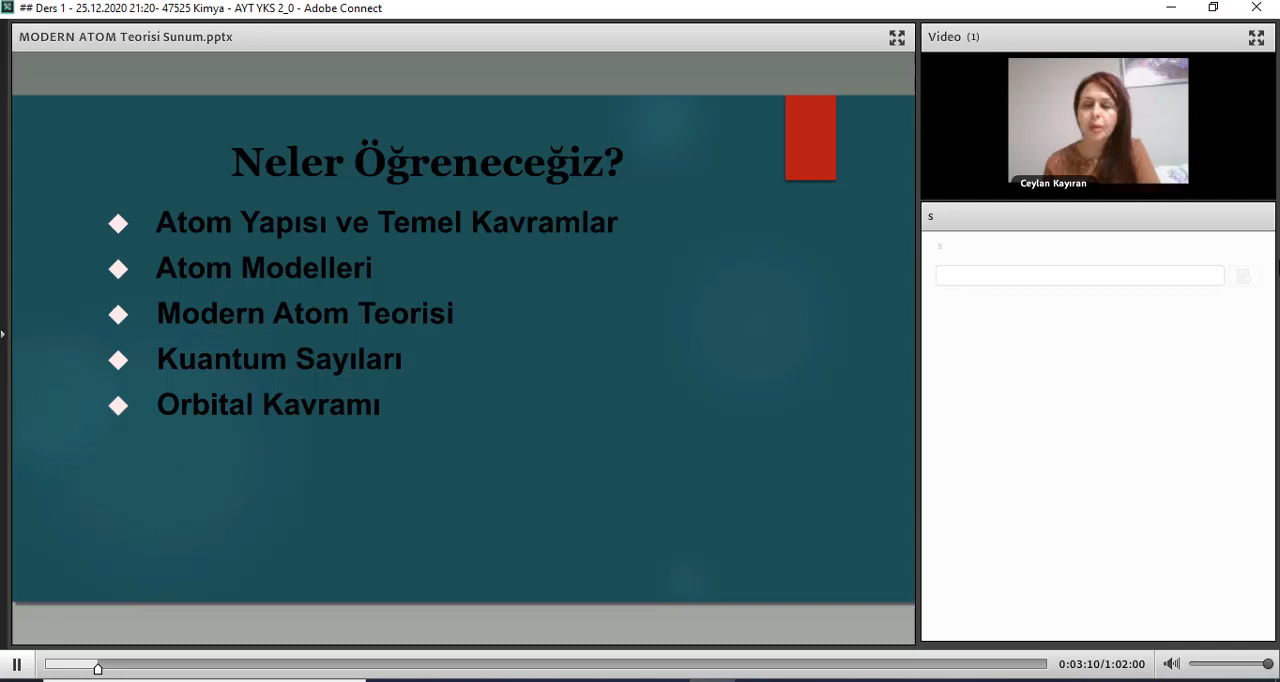 ## Ders 1 - 25.12.2020 21:20- 47525 Kimya - AYT YKS 2_0 - Adobe Connect
MODERN ATOM Teorisi Sunum.pptx
Neler Öğreneceğiz?
Atom Yapısı ve Temel Kavramlar
Atom Modelleri
Modern Atom Teorisi
Kuantum Sayıları
Orbital Kavramı
Video (1)
Ceylan Kayıran
s
s
0:03:10/1:02:00